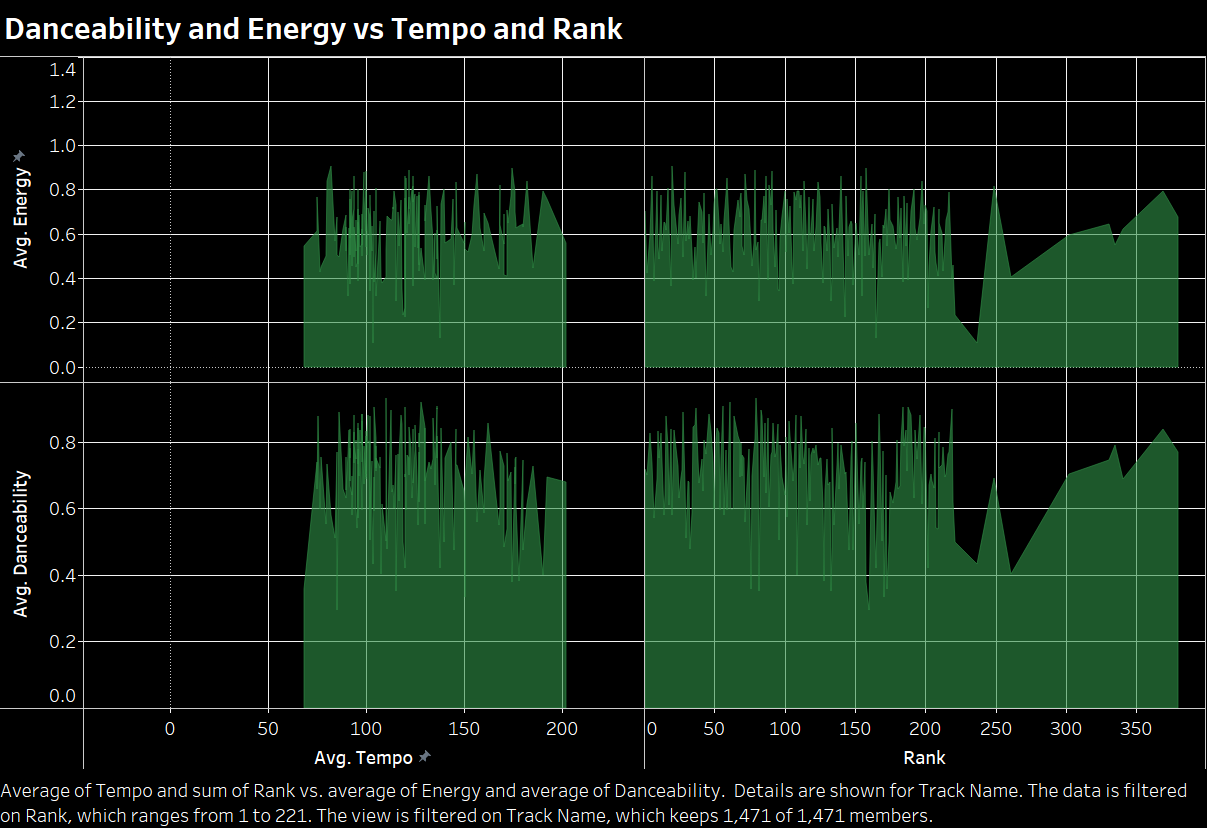 Danceability and Energy vs Tempo and Rank
1.4
1.2
1.0
0.8
0.6
0.4
0.2
0.0
Avg. Energy
0.8
0.6
0.4
0.2
0.0
Avg. Danceability
0 50 100 150 200 0 50 100 150 200 250 300 350
Avg. Tempo Rank
Average of Tempo and sum of Rank vs. average of Energy and average of Danceability.  Details are shown for Track Name. The data is filtered
on Rank, which ranges from 1 to 221. The view is filtered on Track Name, which keeps 1,471 of 1,471 members.